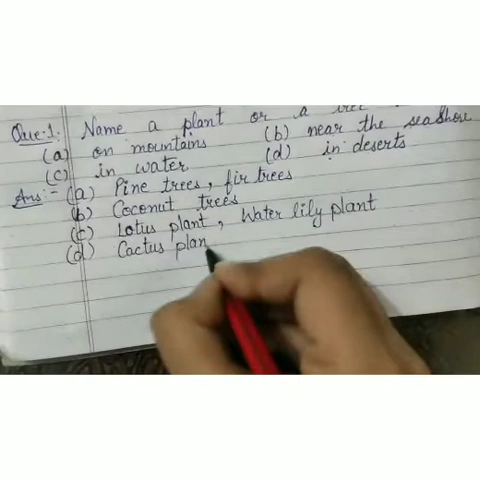 Que.1. Name a plant or a tree
(a) on mountains (b) near the seashore
(c) in water (d) in deserts
Ans:- (a) Pine trees, fir trees
(b) Coconut trees
(c) Lotus plant, Water lily plant
(d) Cactus plan